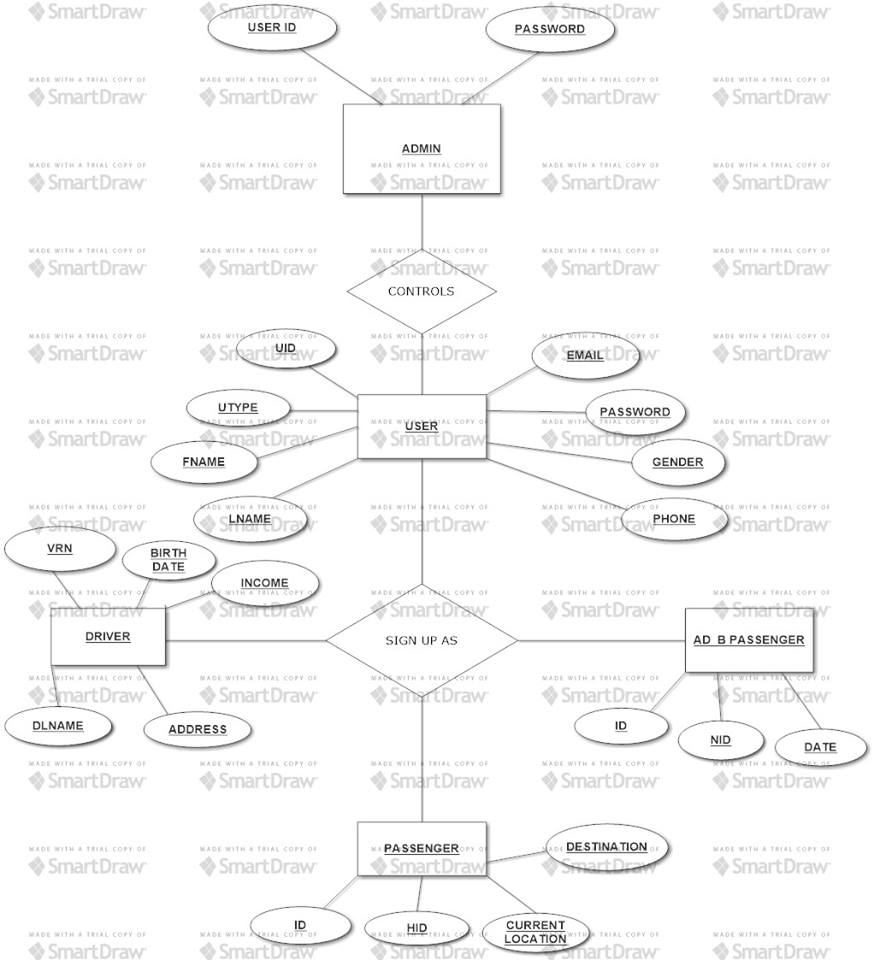 USER ID
PASSWORD
ADMIN
CONTROLS
UID
EMAIL
UTYPE
PASSWORD
USER
FNAME
GENDER
LNAME
PHONE
VRN
BIRTH
DATE
INCOME
DRIVER
SIGN UP AS
AD_B PASSENGER
DLNAME
ADDRESS
ID
NID
DATE
PASSENGER
DESTINATION
ID
HID
CURRENT
LOCATION
MADE WITH A TRIAL COPY OF
SmartDraw